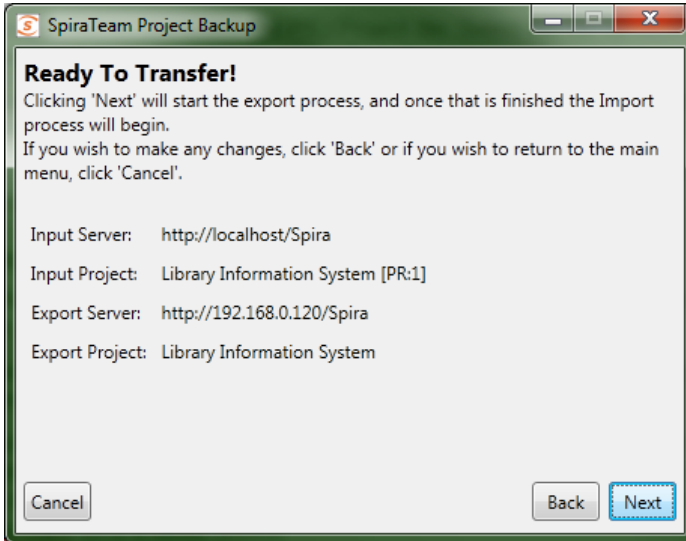 SpiraTeam Project Backup
Ready To Transfer!
Clicking 'Next' will start the export process, and once that is finished the Import
process will begin.
If you wish to make any changes, click 'Back' or if you wish to return to the main
menu, click 'Cancel'.
Input Server: http://localhost/Spira
Input Project: Library Information System [PR:1]
Export Server: http://192.168.0.120/Spira
Export Project: Library Information System
Cancel Back Next